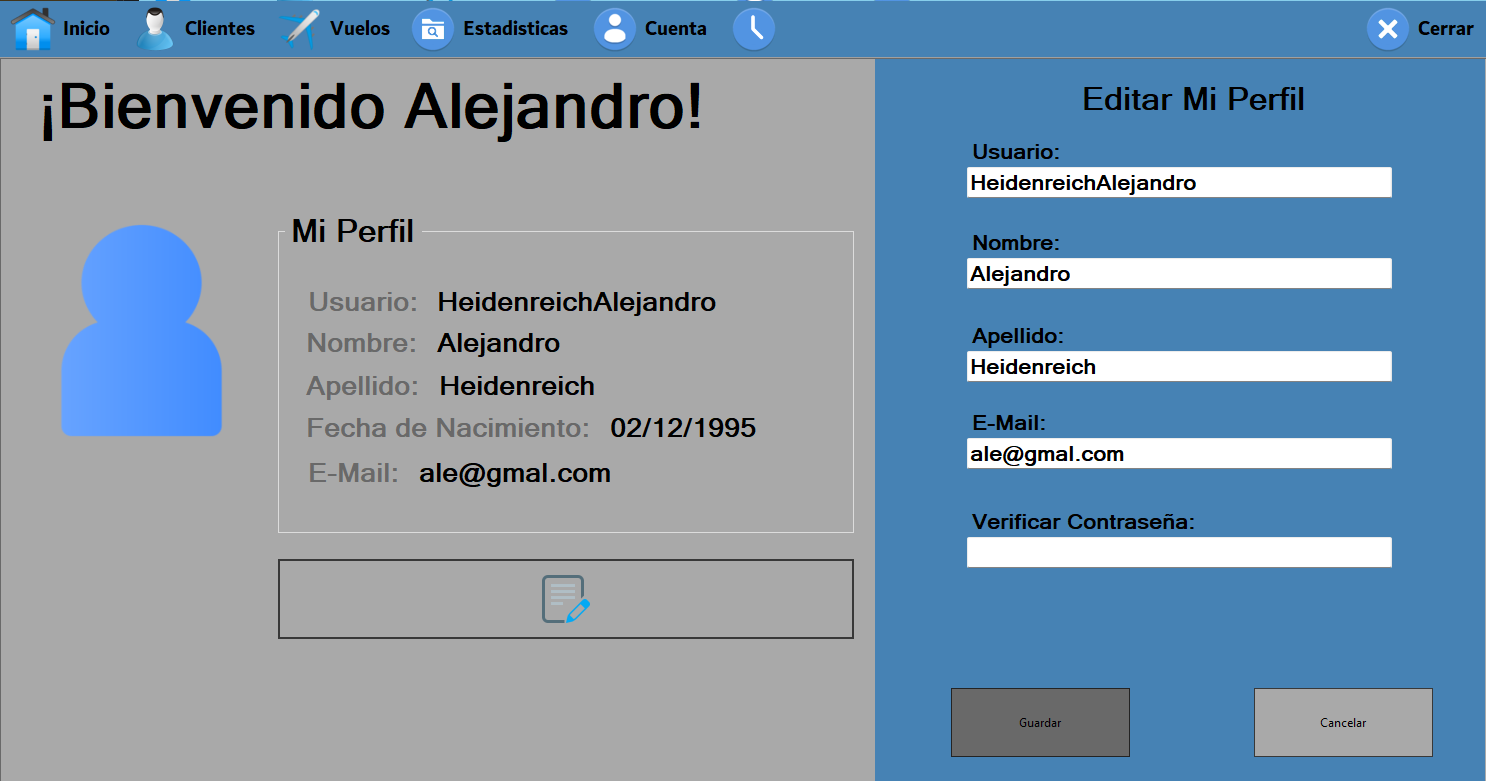 Inicio Clientes Vuelos Estadisticas Cuenta Cerrar
¡Bienvenido Alejandro!
Mi Perfil
Usuario: HeidenreichAlejandro
Nombre: Alejandro
Apellido: Heidenreich
Fecha de Nacimiento: 02/12/1995
E-Mail: ale@gmal.com
Editar Mi Perfil
Usuario:
HeidenreichAlejandro
Nombre:
Alejandro
Apellido:
Heidenreich
E-Mail:
ale@gmal.com
Verificar Contraseña:
Guardar Cancelar